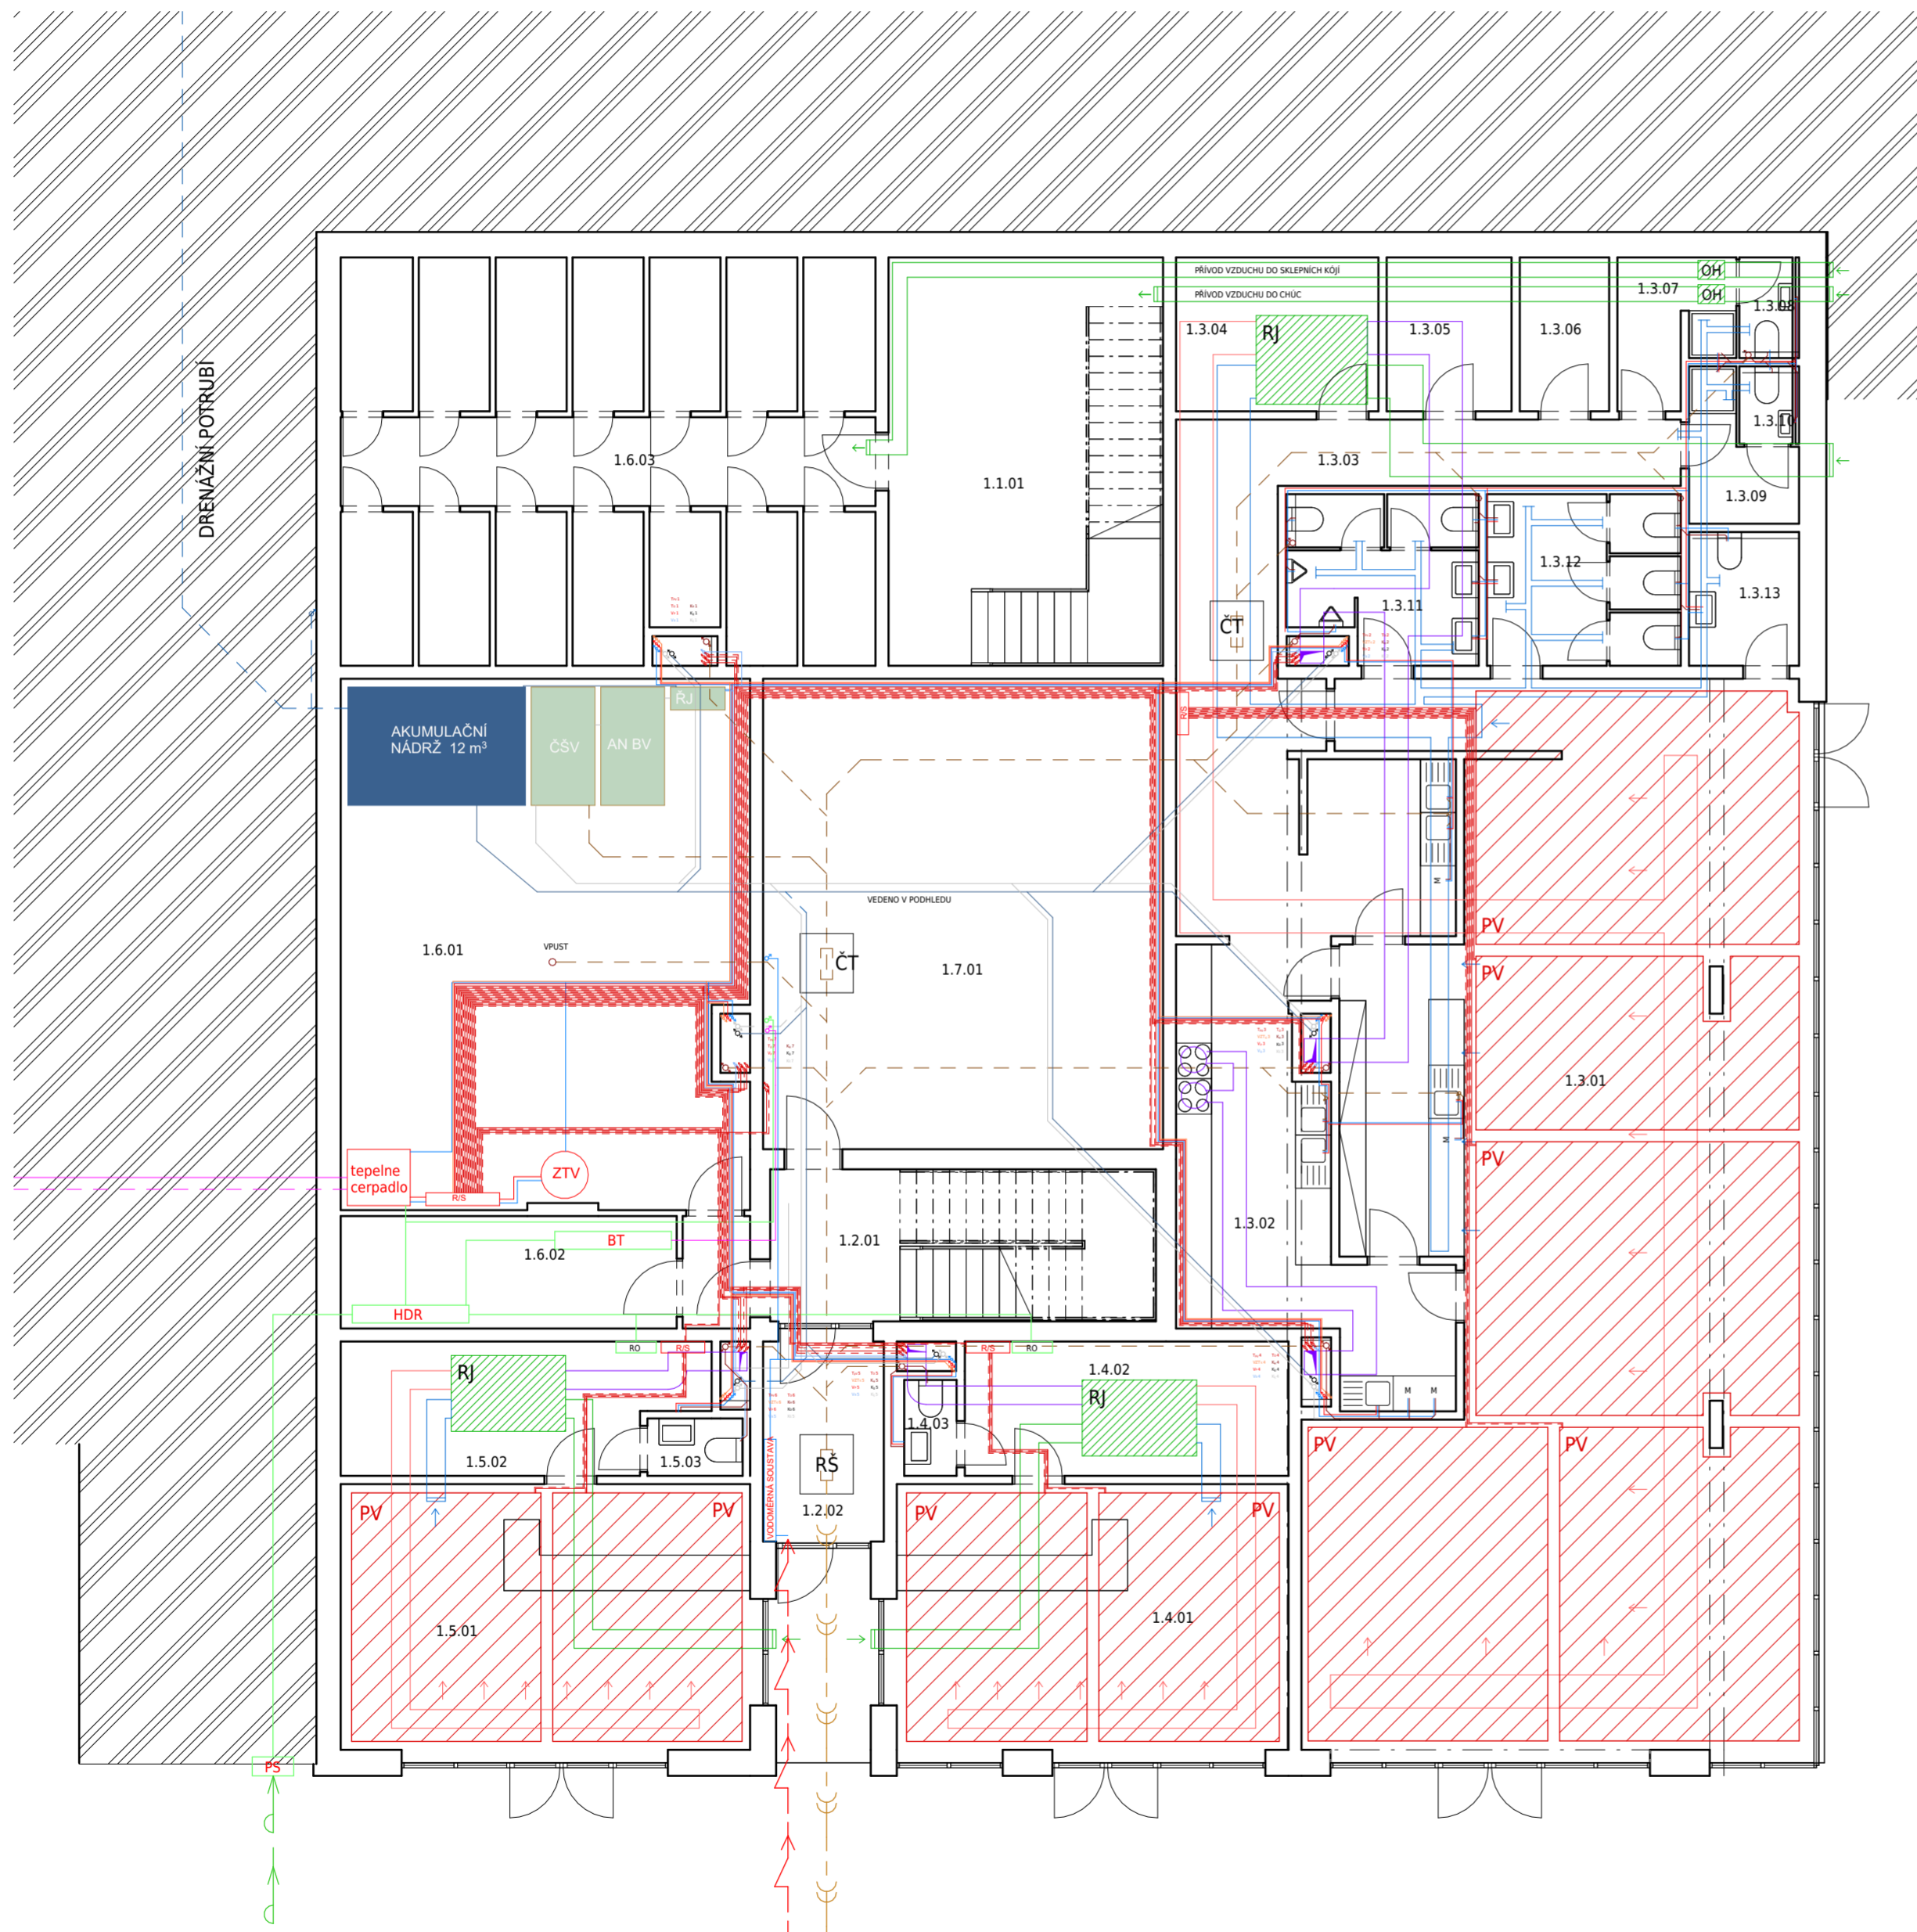 DRENÁŽNÍ POTRUBÍ
PŘÍVOD VZDUCHU DO SKLEPNÍCH KÓJÍ
OH
PŘÍVOD VZDUCHU DO CHÚC
OH
1.3.07
1.3.08
1.3.04
RJ
1.3.05
1.3.06
1.3.10
1.6.03
1.3.03
1.1.01
1.3.09
1.3.12
1.3.13
1.3.11
ČT
AKUMULAČNÍ
NÁDRŽ 12 m³
ČŠV
AN BV
ŘJ
R/S
M
VEDENO V PODHLEDU
PV
1.6.01
VPUST
ČT
1.7.01
PV
1.3.01
M
PV
tepelne
cerpadlo
R/S
ZTV
1.3.02
1.2.01
1.6.02
BT
HDR
RO
R/S
R/S
RO
RJ
1.4.02
RJ
M
M
1.4.03
1.5.02
1.5.03
VODOMĚRNÁ SOUSTAVA
RŠ
PV
PV
1.2.02
PV
PV
PV
PV
1.5.01
1.4.01
PS